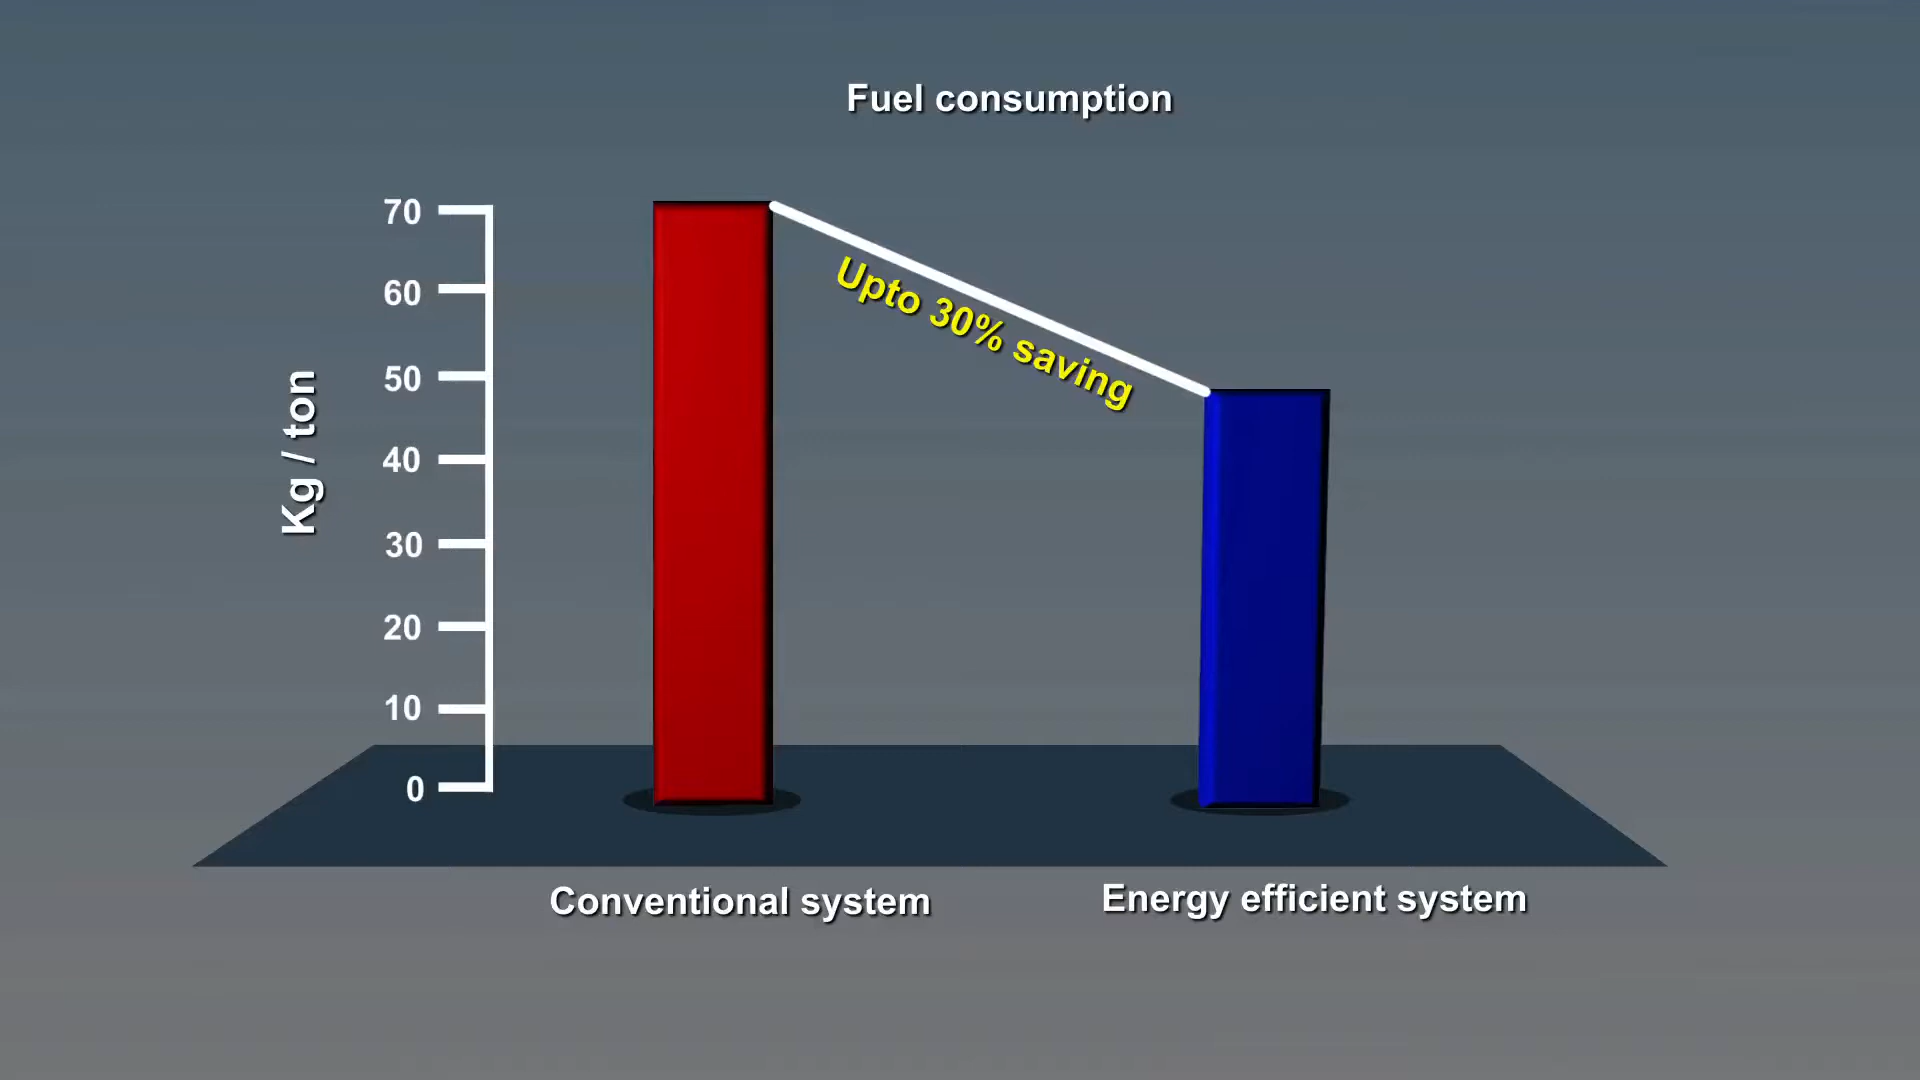 Fuel consumption
70
60
50
40
30
20
10
0
Kg / ton
Upto 30% saving
Conventional system
Energy efficient system